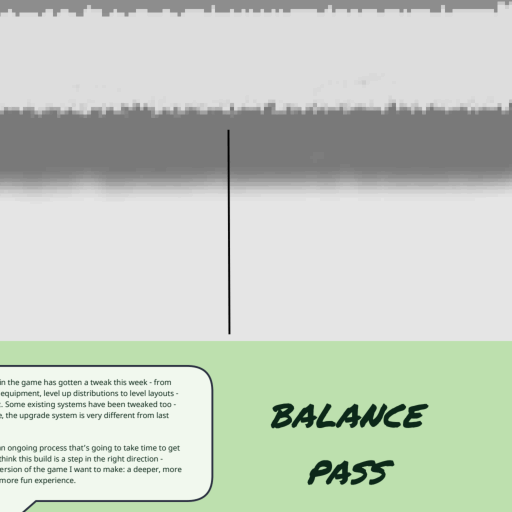 in the game has gotten a tweak this week - from
equipment, level up distributions to level layouts -
. Some existing systems have been tweaked too -
e, the upgrade system is very different from last
on ongoing process that's going to take time to get
think this build is a step in the right direction -
ersion of the game I want to make: a deeper, more
more fun experience.
BALANCE
PASS